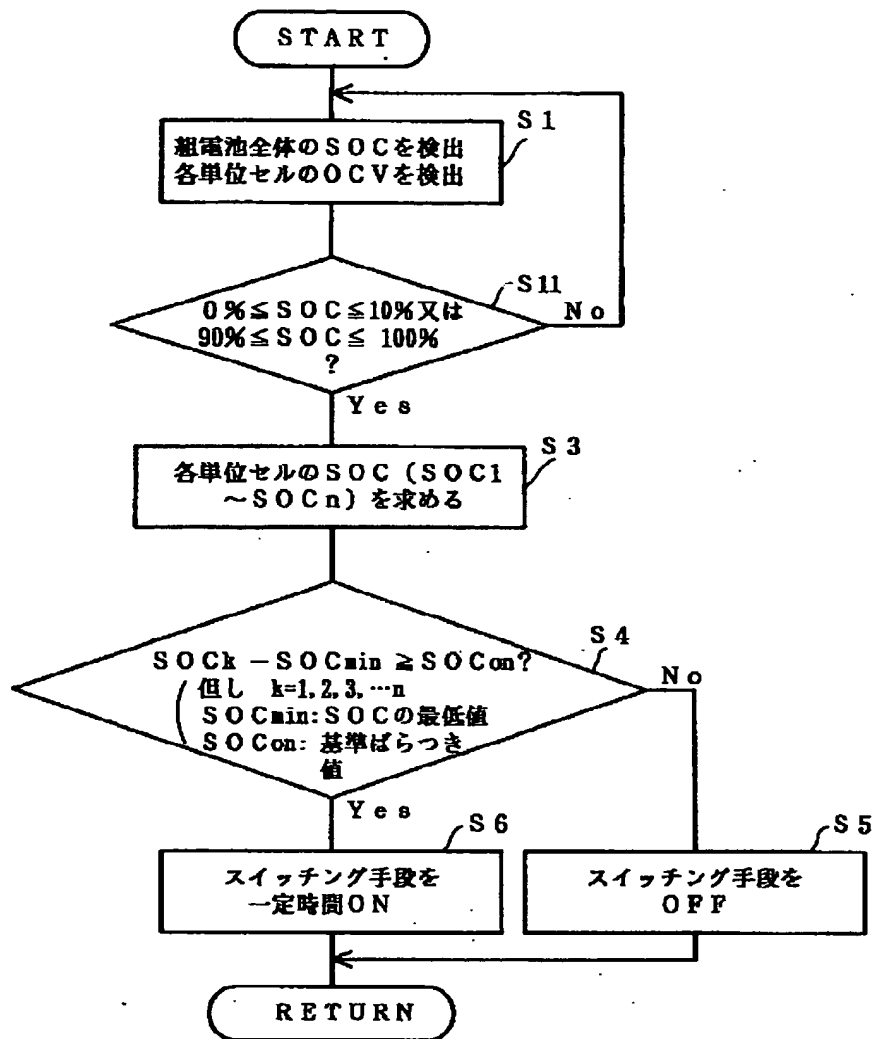 START
S1
組電池全体のSOCを検出
各単位セルのOCVを検出
S11
0%≦SOC≦10%又は
90%≦SOC≦ 100%
?
No
Yes
S3
各単位セルのSOC(SOC1
~SOCn)を求める
S4
SOCk -SOCmin ≧SOCon?
但し k=1,2,3,…n
SOCmin:SOCの最低値
SOCon: 基準ばらつき
値
No
Yes
S6
スイッチング手段を
一定時間ON
S5
スイッチング手段を
OFF
RETURN